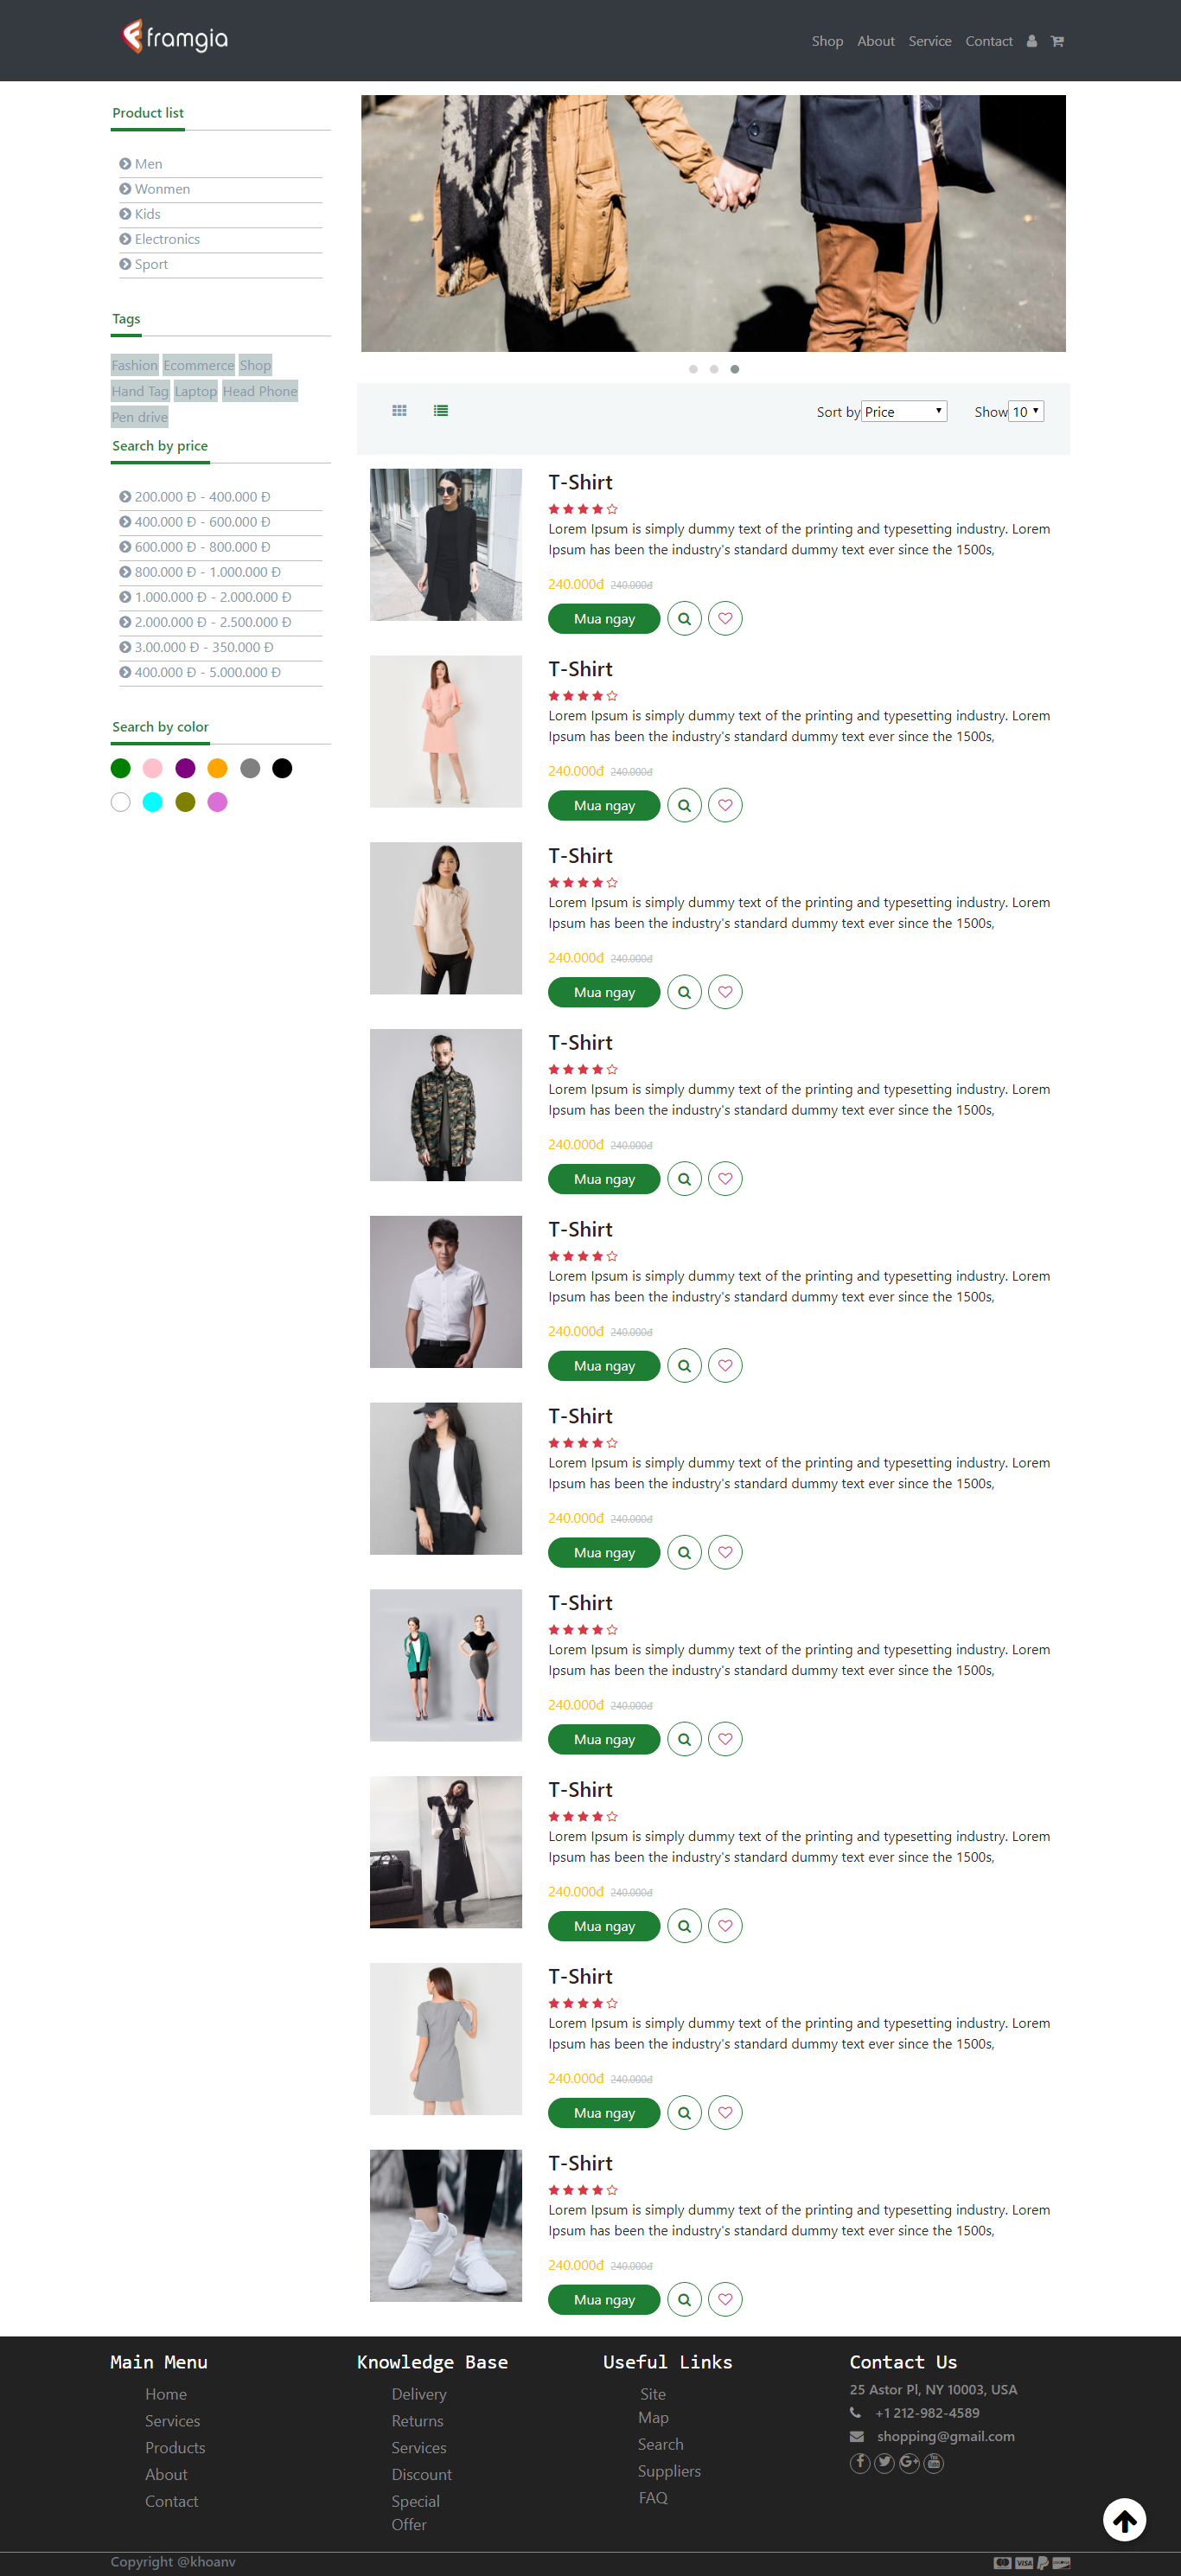 framgia
Shop About Service Contact
Product list
Men
Wonmen
Kids
Electronics
Sport
Tags
Fashion Ecommerce Shop
Hand Tag Laptop Head Phone
Pen drive
Search by price
200.000 Đ - 400.000 Đ
400.000 Đ - 600.000 Đ
600.000 Đ - 800.000 Đ
800.000 Đ - 1.000.000 Đ
1.000.000 Đ - 2.000.000 Đ
2.000.000 Đ - 2.500.000 Đ
3.00.000 Đ - 350.000 Đ
400.000 Đ - 5.000.000 Đ
Search by color
Sort by Price Show 10
T-Shirt
Lorem Ipsum is simply dummy text of the printing and typesetting industry. Lorem
Ipsum has been the industry's standard dummy text ever since the 1500s,
240.000đ 240.000đ
Mua ngay
T-Shirt
Lorem Ipsum is simply dummy text of the printing and typesetting industry. Lorem
Ipsum has been the industry's standard dummy text ever since the 1500s,
240.000đ 240.000đ
Mua ngay
T-Shirt
Lorem Ipsum is simply dummy text of the printing and typesetting industry. Lorem
Ipsum has been the industry's standard dummy text ever since the 1500s,
240.000đ 240.000đ
Mua ngay
T-Shirt
Lorem Ipsum is simply dummy text of the printing and typesetting industry. Lorem
Ipsum has been the industry's standard dummy text ever since the 1500s,
240.000đ 240.000đ
Mua ngay
T-Shirt
Lorem Ipsum is simply dummy text of the printing and typesetting industry. Lorem
Ipsum has been the industry's standard dummy text ever since the 1500s,
240.000đ 240.000đ
Mua ngay
T-Shirt
Lorem Ipsum is simply dummy text of the printing and typesetting industry. Lorem
Ipsum has been the industry's standard dummy text ever since the 1500s,
240.000đ 240.000đ
Mua ngay
T-Shirt
Lorem Ipsum is simply dummy text of the printing and typesetting industry. Lorem
Ipsum has been the industry's standard dummy text ever since the 1500s,
240.000đ 240.000đ
Mua ngay
T-Shirt
Lorem Ipsum is simply dummy text of the printing and typesetting industry. Lorem
Ipsum has been the industry's standard dummy text ever since the 1500s,
240.000đ 240.000đ
Mua ngay
T-Shirt
Lorem Ipsum is simply dummy text of the printing and typesetting industry. Lorem
Ipsum has been the industry's standard dummy text ever since the 1500s,
240.000đ 240.000đ
Mua ngay
T-Shirt
Lorem Ipsum is simply dummy text of the printing and typesetting industry. Lorem
Ipsum has been the industry's standard dummy text ever since the 1500s,
240.000đ 240.000đ
Mua ngay
Main Menu
Home
Services
Products
About
Contact
Knowledge Base
Delivery
Returns
Services
Discount
Special
Offer
Useful Links
Site
Map
Search
Suppliers
FAQ
Contact Us
25 Astor Pl, NY 10003, USA
+1 212-982-4589
shopping@gmail.com
Copyright @khoanv
VISA